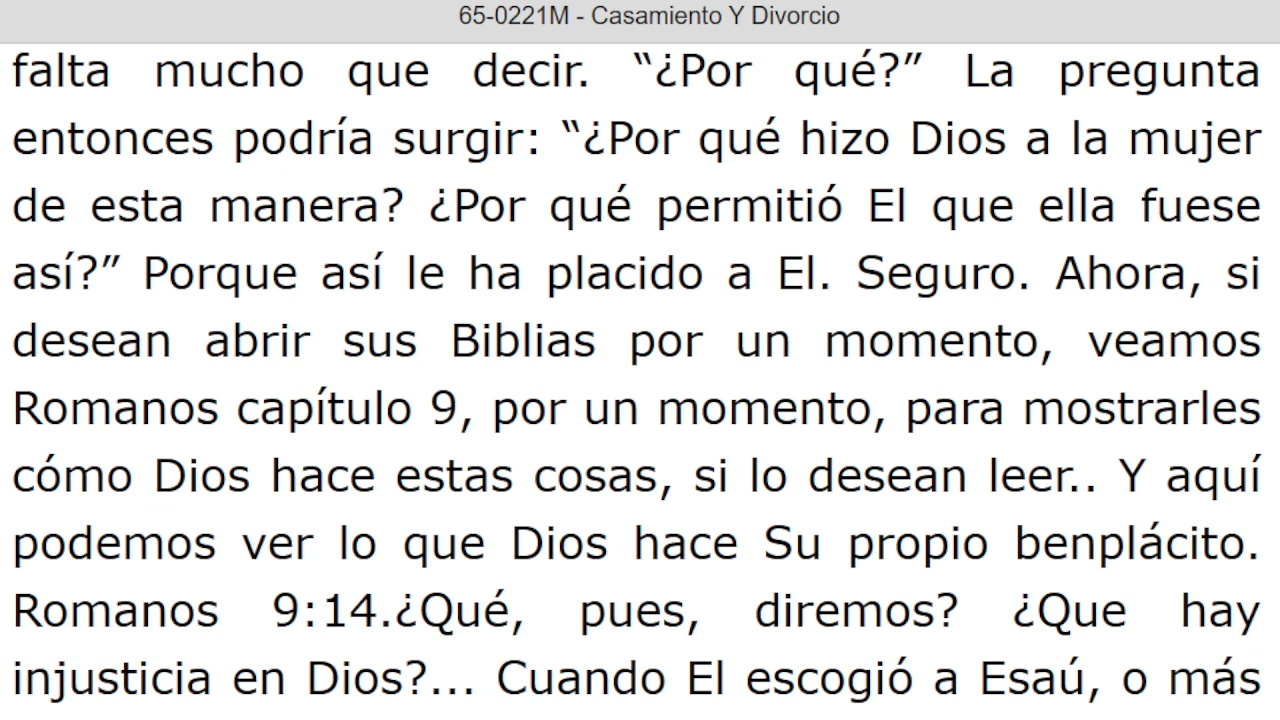 65-0221M - Casamiento Y Divorcio
falta mucho que decir. “¿Por qué?” La pregunta
entonces podría surgir: “¿Por qué hizo Dios a la mujer
de esta manera? ¿Por qué permitió El que ella fuese
así?” Porque así le ha placido a El. Seguro. Ahora, si
desean abrir sus Biblias por un momento, veamos
Romanos capítulo 9, por un momento, para mostrarles
cómo Dios hace estas cosas, si lo desean leer.. Y aquí
podemos ver lo que Dios hace Su propio benplácito.
Romanos 9:14.¿Qué, pues, diremos? ¿Que hay
injusticia en Dios?... Cuando El escogió a Esaú, o más